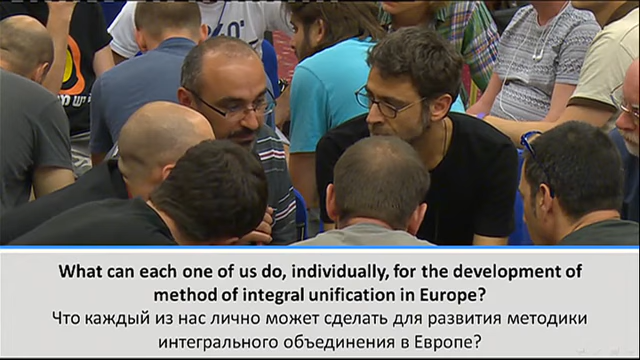 What can each one of us do, individually, for the development of
method of integral unification in Europe?
Что каждый из нас лично может сделать для развития методики
интегрального объединения в Европе?